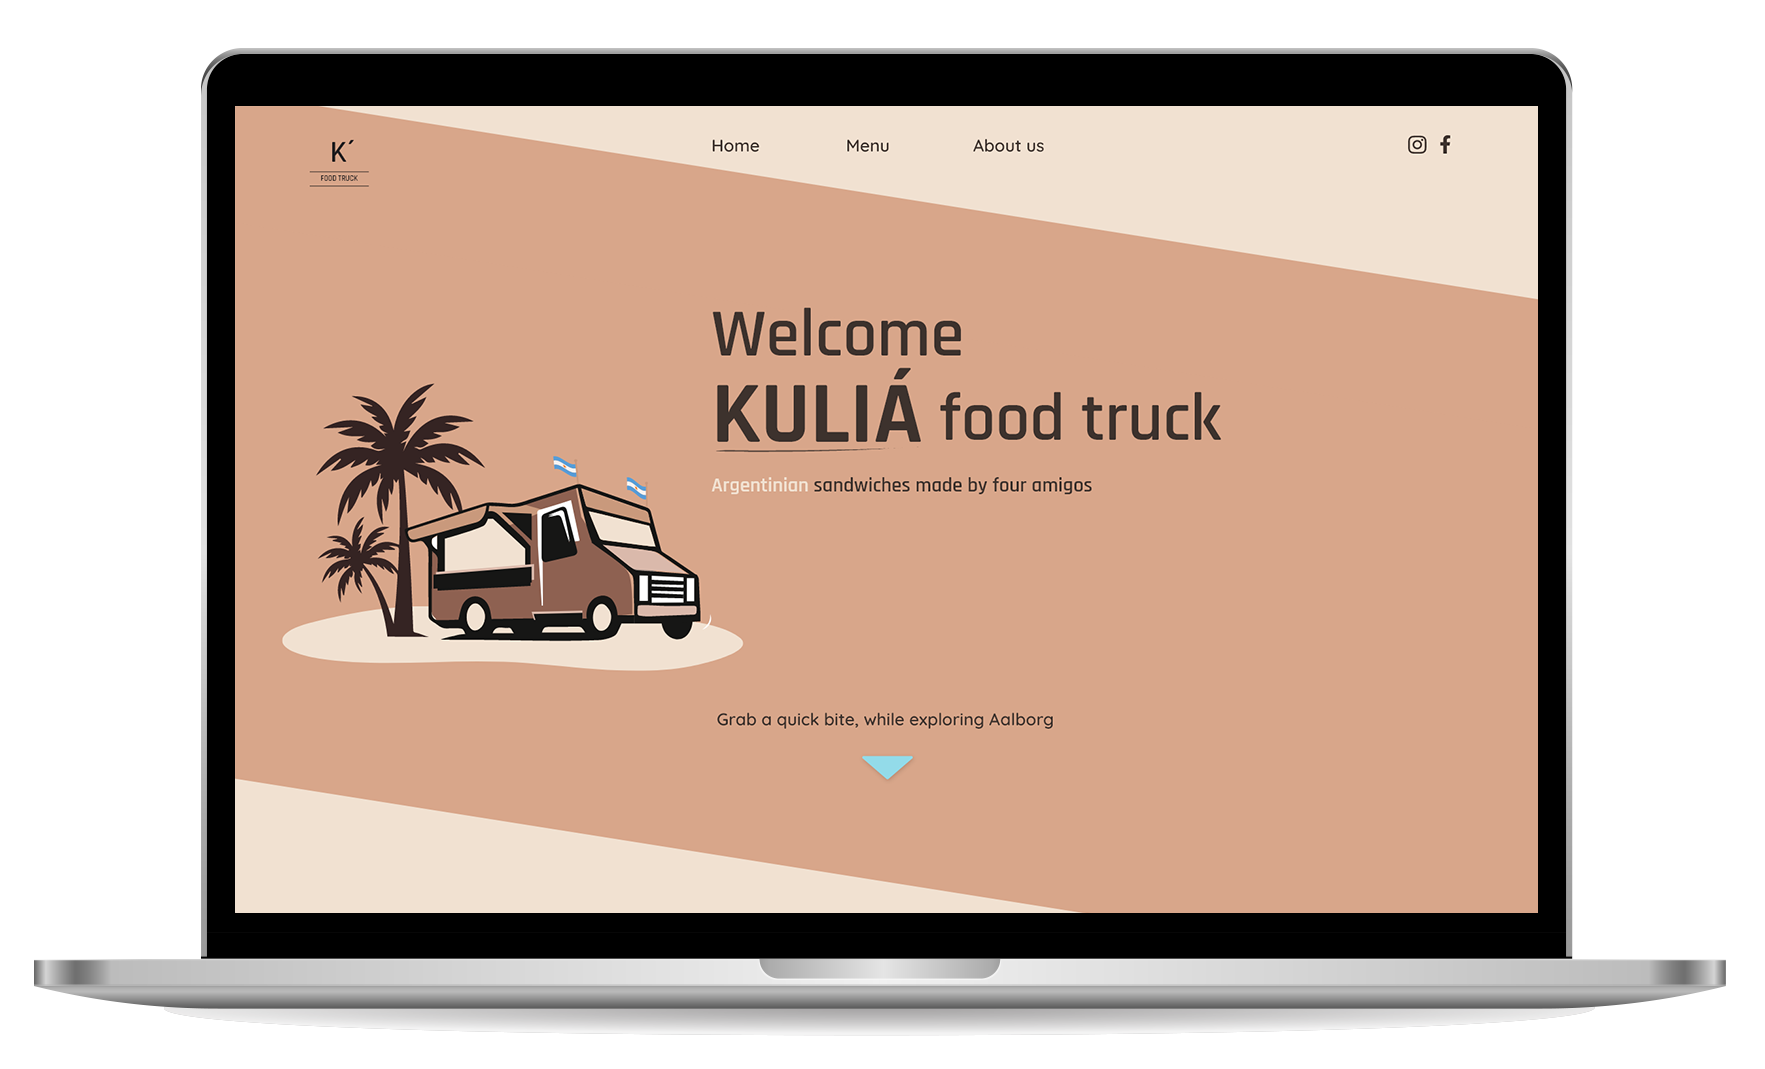 K´
FOOD TRUCK
Home
Menu
About us
Welcome
KULIÁ food truck
Argentinian sandwiches made by four amigos
Grab a quick bite, while exploring Aalborg